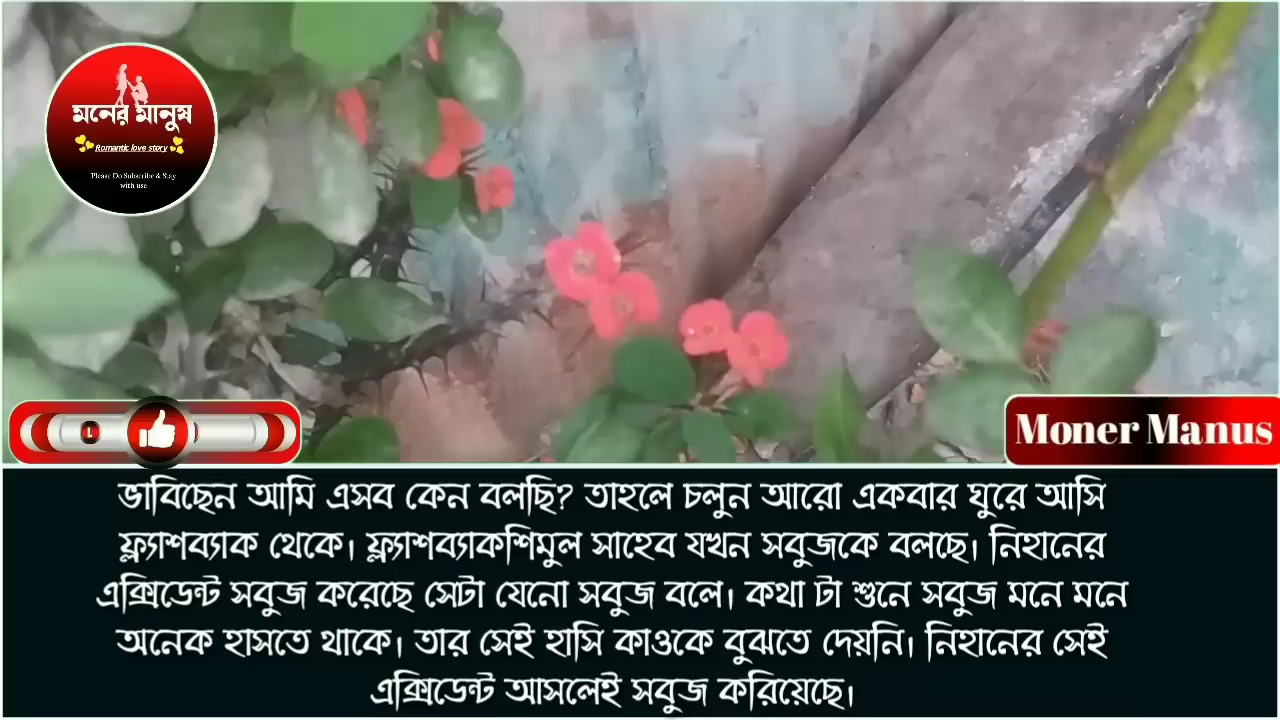 মনের মানুষ
Romantic love story
Please Do Subscribe & Stay
with use
L
Moner Manus
ভাবিছেন আমি এসব কেন বলছি? তাহলে চলুন আরো একবার ঘুরে আসি
ফ্ল্যাশব্যাক থেকে। ফ্ল্যাশব্যাকশিমুল সাহেব যখন সবুজকে বলছে। নিহানের
এক্সিডেন্ট সবুজ করেছে সেটা যেনো সবুজ বলে। কথা টা শুনে সবুজ মনে মনে
অনেক হাসতে থাকে। তার সেই হাসি কাওকে বুঝতে দেয়নি। নিহানের সেই
এক্সিডেন্ট আসলেই সবুজ করিয়েছে।